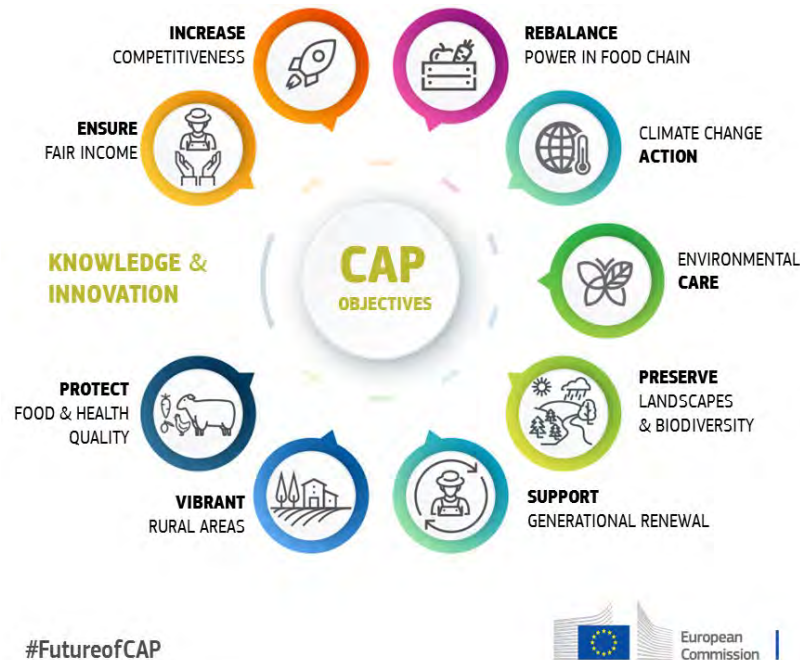 INCREASE
COMPETITIVENESS
REBALANCE
POWER IN FOOD CHAIN
ENSURE
FAIR INCOME
CLIMATE CHANGE
ACTION
KNOWLEDGE &
INNOVATION
CAP
OBJECTIVES
ENVIRONMENTAL
CARE
PROTECT
FOOD & HEALTH
QUALITY
PRESERVE
LANDSCAPES
& BIODIVERSITY
VIBRANT
RURAL AREAS
SUPPORT
GENERATIONAL RENEWAL
#FutureofCAP
European
Commission